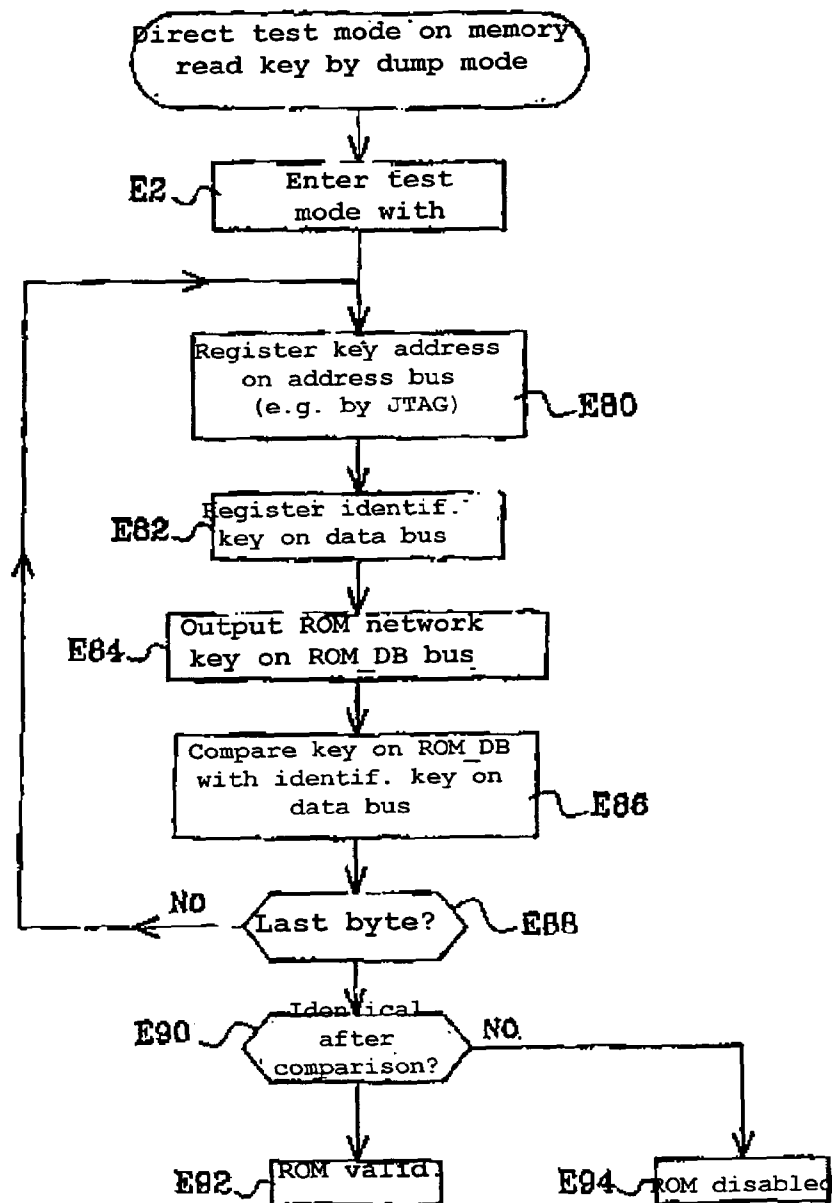 Direct test mode on memory
read key by dump mode
E2
Enter test
mode with
Register key address
on address bus
(e.g. by JTAG)
E80
Register identif.
key on data bus
E82
E84
Output ROM network
key on ROM_DB bus
Compare key on ROM_DB
with identif. key on
data bus
E86
NO
Last byte?
E88
E90
Identical
after
comparison?
NO.
E92
ROM valid.
E94
ROM disabled